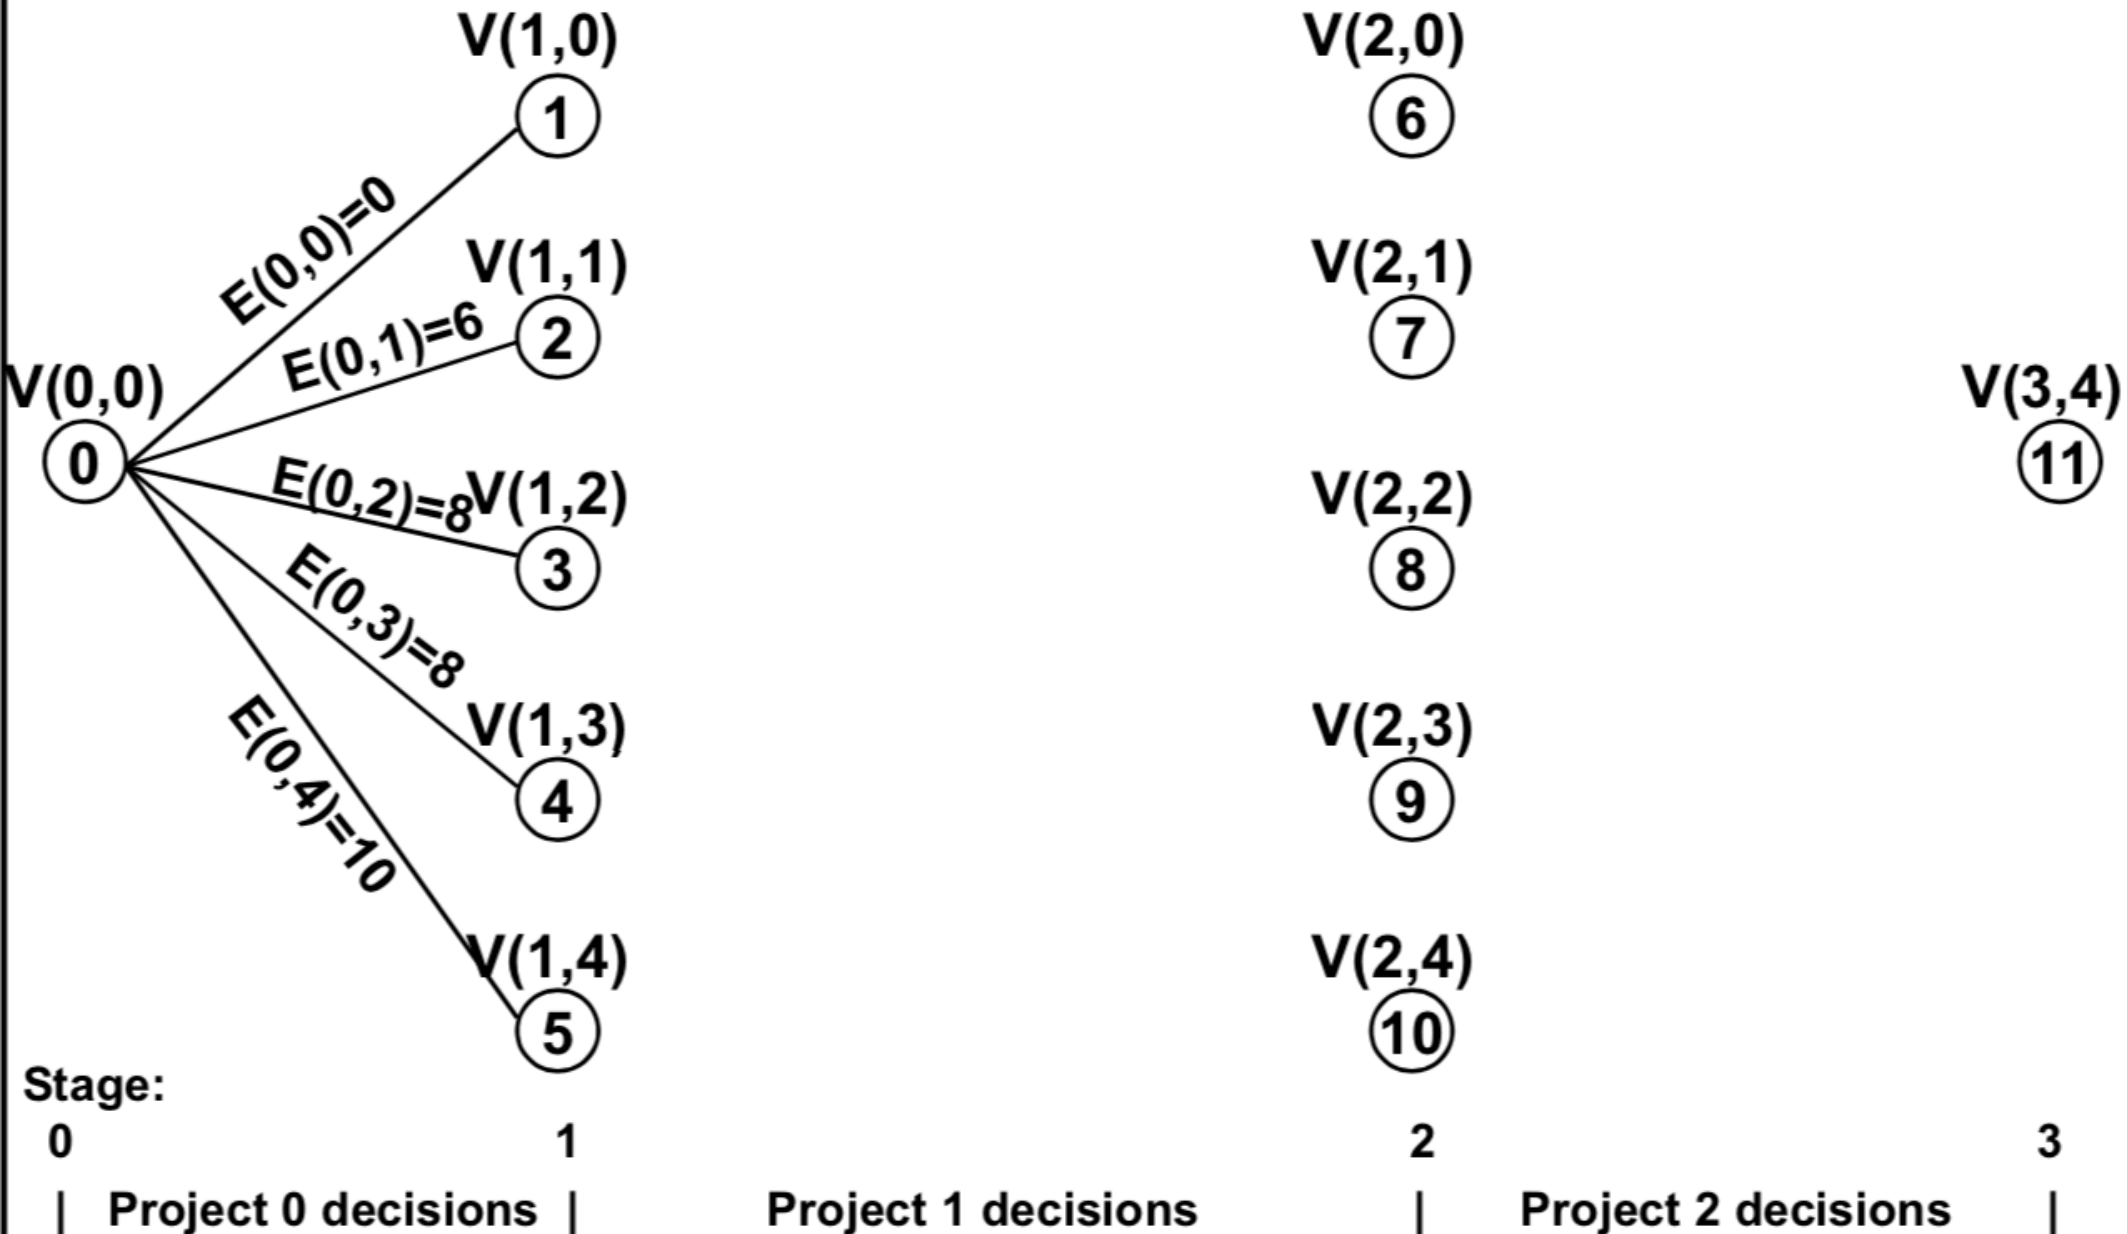 V(1,0)
V(2,0)
1
6
E(0,0)=0
V(1,1)
V(2,1)
E(0,1)=6
2
7
V(0,0)
V(3,4)
0
11
E(0,2)=8
V(1,2)
V(2,2)
3
8
E(0,3)=8
V(1,3)
V(2,3)
4
9
E(0,4)=10
V(1,4)
V(2,4)
5
10
Stage:
0 1 2 3
| Project 0 decisions | Project 1 decisions | Project 2 decisions |